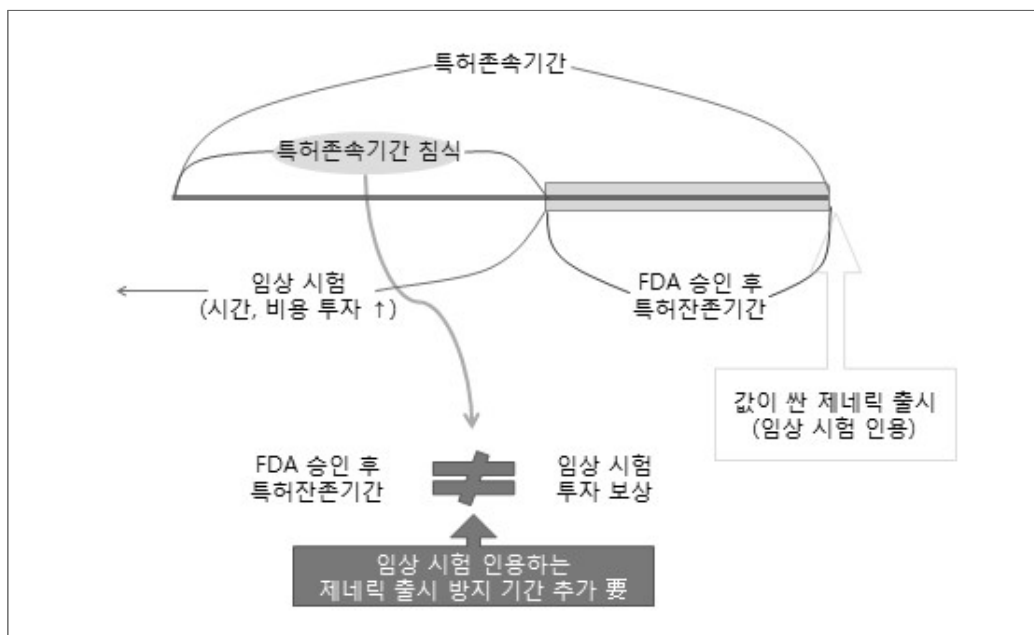 특허존속기간
특허존속기간 침식
임상 시험
(시간, 비용 투자 ↑)
FDA 승인 후
특허잔존기간
값이 싼 제네릭 출시
(임상 시험 인용)
FDA 승인 후
특허잔존기간
≠
임상 시험
투자 보상
임상 시험 인용하는
제네릭 출시 방지 기간 추가 要